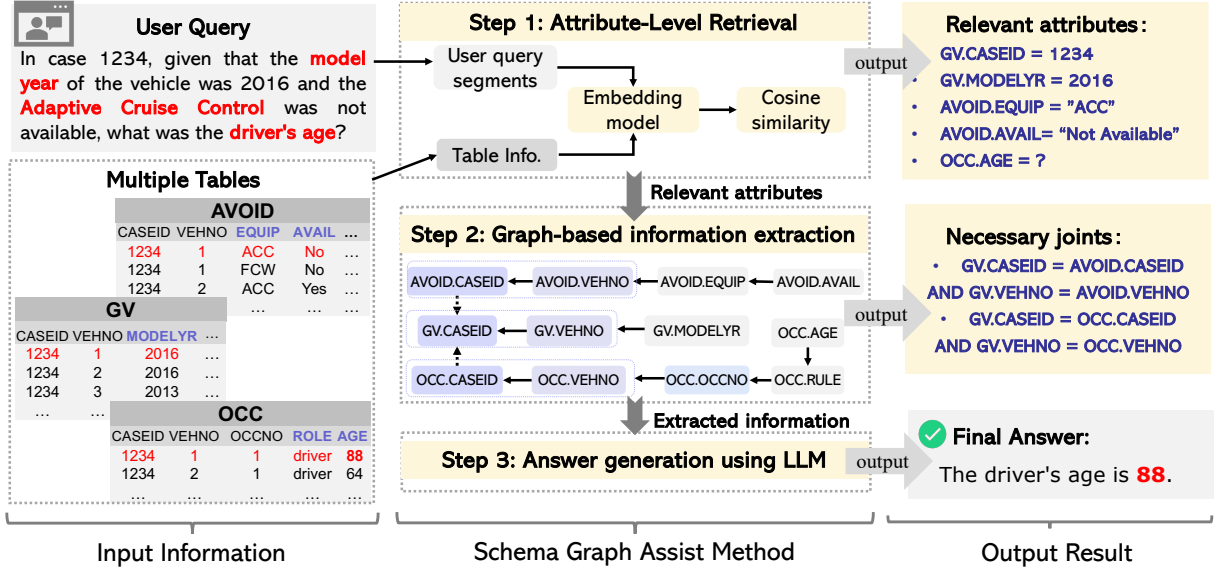 User Query
In case 1234, given that the model
year of the vehicle was 2016 and the
Adaptive Cruise Control was not
available, what was the driver's age?
Multiple Tables
AVOID
CASEID VEHNO EQUIP AVAIL ...
1234 1 ACC No ...
1234 1 FCW No ...
1234 2 ACC Yes ...
... ...
GV
CASEID VEHNO MODELYR ...
1234 1 2016 ...
1234 2 2016 ...
1234 3 2013 ...
... ...
OCC
CASEID VEHNO OCCNO ROLE AGE
1234 1 1 driver 88
1234 2 1 driver 64
... ... ... ... ...
Input Information
Step 1: Attribute-Level Retrieval
User query
segments
Embedding
model
Cosine
similarity
Table Info.
Relevant attributes
Step 2: Graph-based information extraction
AVOID.CASEID AVOID.VEHNO AVOID.EQUIP AVOID.AVAIL
GV.CASEID GV.VEHNO GV.MODELYR OCC.AGE
OCC.CASEID OCC.VEHNO OCC.OCCNO OCC.RULE
Extracted information
Step 3: Answer generation using LLM
Schema Graph Assist Method
output
Relevant attributes:
GV.CASEID = 1234
• GV.MODELYR = 2016
• AVOID.EQUIP = "ACC"
• AVOID.AVAIL= “Not Available”
• OCC.AGE = ?
output
Necessary joints:
• GV.CASEID = AVOID.CASEID
AND GV.VEHNO = AVOID.VEHNO
• GV.CASEID = OCC.CASEID
AND GV.VEHNO = OCC.VEHNO
output
Final Answer:
The driver's age is 88.
Output Result